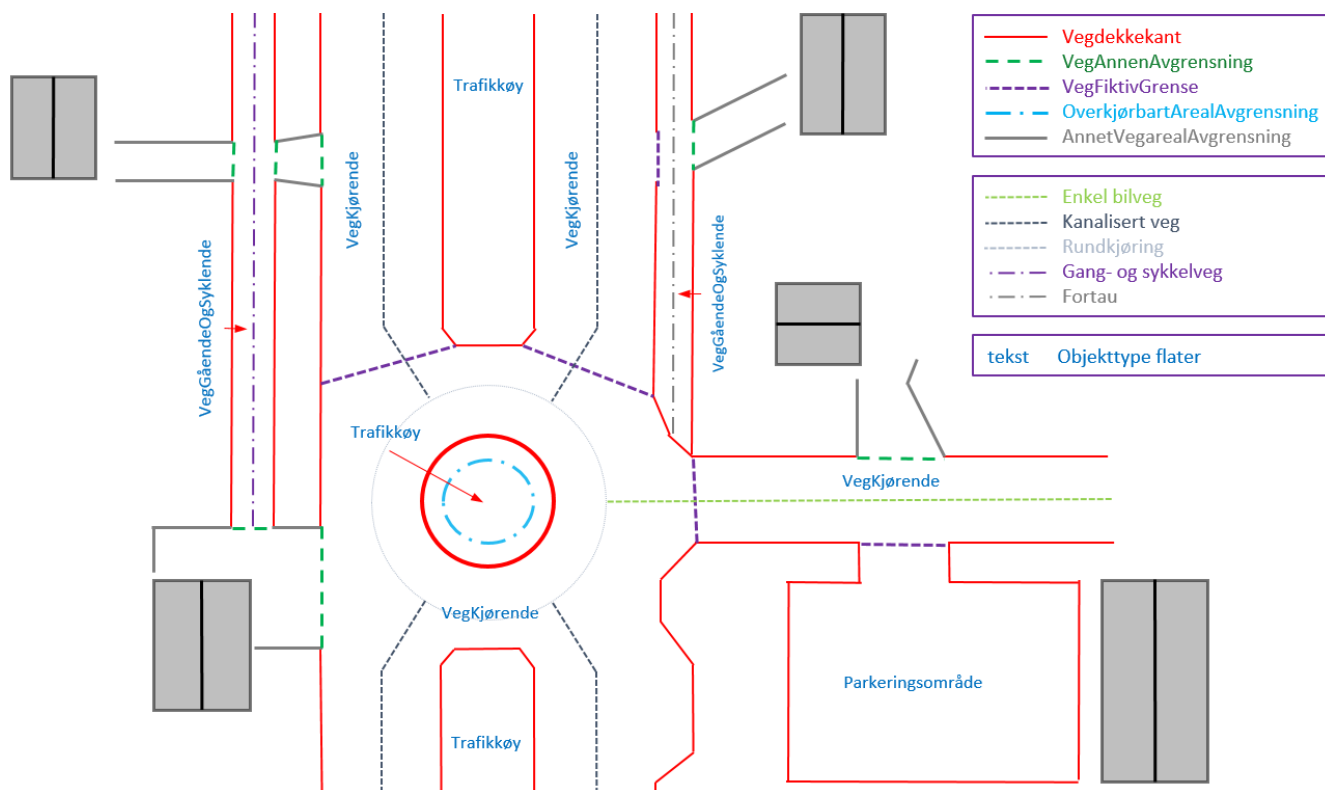 Trafikkøy
VegKjørende
VegKjørende
VegGåendeOgSyklende
VegGåendeOgSyklende
Trafikkøy
VegKjørende
VegKjørende
Parkeringsområde
Trafikkøy
Vegdekkekant
VegAnnenAvgrensning
VegFiktivGrense
OverkjørbartArealAvgrensning
AnnetVegarealAvgrensning
Enkel bilveg
Kanalisert veg
Rundkjøring
Gang- og sykkelveg
Fortau
tekst Objekttype flater